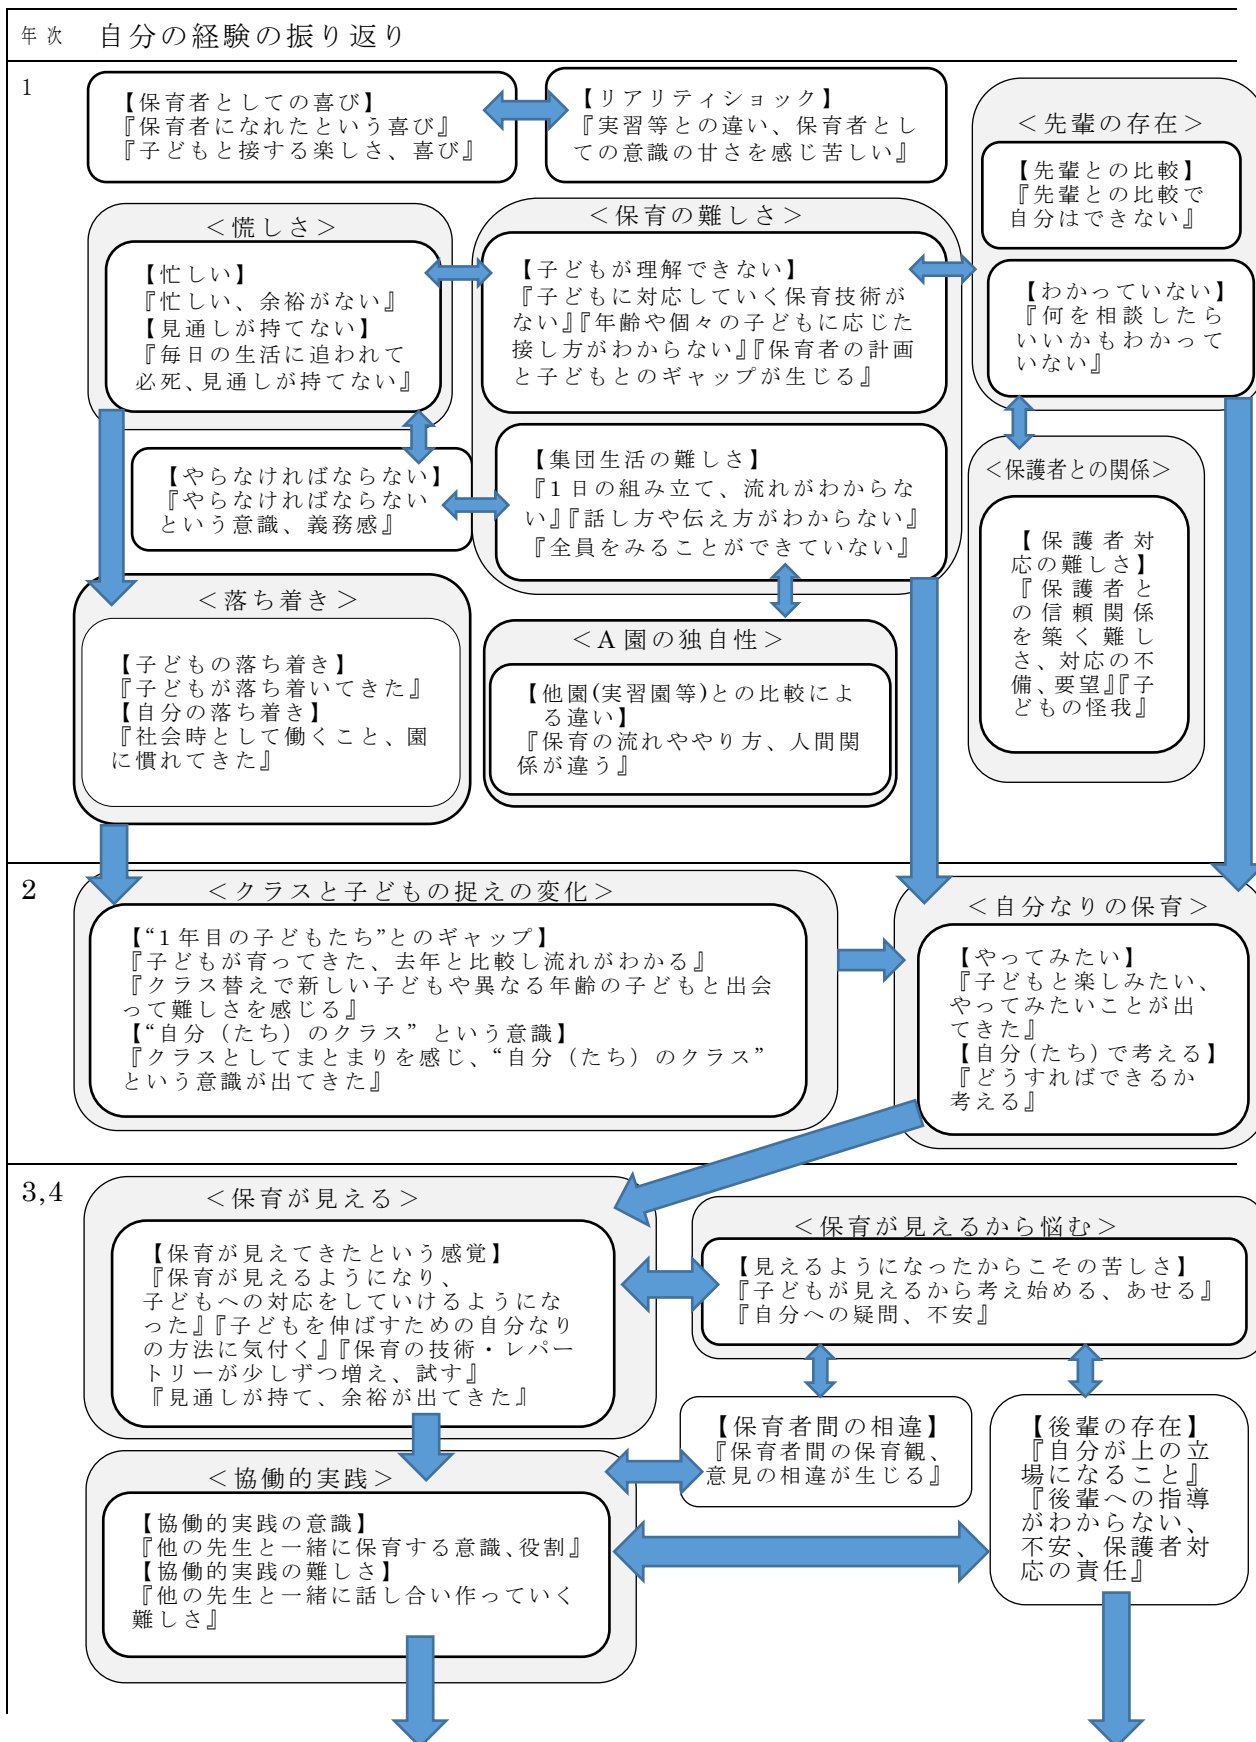 年次 自分の経験の振り返り
1
【保育者としての喜び】
『保育者になれたという喜び』
『子どもと接する楽しさ、喜び』
【リアリティショック】
『実習等との違い、保育者とし
ての意識の甘さを感じ苦しい』
＜先輩の存在＞
【先輩との比較】
『先輩との比較で
自分はできない』
【わかっていない】
『何を相談したら
いいかもわかって
いない』
＜慌しさ＞
【忙しい】
『忙しい、余裕がない』
【見通しが持てない】
『毎日の生活に追われて
必死、見通しが持てない』
＜保育の難しさ＞
【子どもが理解できない】
『子どもに対応していく保育技術が
ない』『年齢や個々の子どもに応じた
接し方がわからない』『保育者の計画
と子どもとのギャップが生じる』
【やらなければならない】
『やらなければならない
という意識、義務感』
【集団生活の難しさ】
『1日の組み立て、流れがわからな
い』『話し方や伝え方がわからない』
『全員をみることができていない』
＜保護者との関係＞
【保護者対
応の難しさ】
『保護者と
の信頼関係
を築く難し
さ、対応の不
備、要望』『子
どもの怪我』
＜落ち着き＞
【子どもの落ち着き】
『子どもが落ち着いてきた』
【自分の落ち着き】
『社会時として働くこと、園
に慣れてきた』
＜A園の独自性＞
【他園(実習園等)との比較によ
る違い】
『保育の流れややり方、人間関
係が違う』
2
＜クラスと子どもの捉えの変化＞
【“1年目の子どもたち”とのギャップ】
『子どもが育ってきた、去年と比較し流れがわかる』
『クラス替えで新しい子どもや異なる年齢の子どもと出会
って難しさを感じる』
【“自分（たち）のクラス” という意識】
『クラスとしてまとまりを感じ、“自分（たち）のクラス”
という意識が出てきた』
＜自分なりの保育＞
【やってみたい】
『子どもと楽しみたい、
やってみたいことが出
てきた』
【自分(たち)で考える】
『どうすればできるか
考える』
3,4
＜保育が見える＞
【保育が見えてきたという感覚】
『保育が見えるようになり、
子どもへの対応をしていけるようにな
った』『子どもを伸ばすための自分なり
の方法に気付く』『保育の技術・レパー
トリーが少しずつ増え、試す』
『見通しが持て、余裕が出てきた』
＜保育が見えるから悩む＞
【見えるようになったからこその苦しさ】
『子どもが見えるから考え始める、あせる』
『自分への疑問、不安』
【保育者間の相違】
『保育者間の保育観、
意見の相違が生じる』
【後輩の存在】
『自分が上の立
場になること』
『後輩への指導
がわからない、
不安、保護者対
応の責任』
＜協働的実践＞
【協働的実践の意識】
『他の先生と一緒に保育する意識、役割』
【協働的実践の難しさ】
『他の先生と一緒に話し合い作っていく
難しさ』